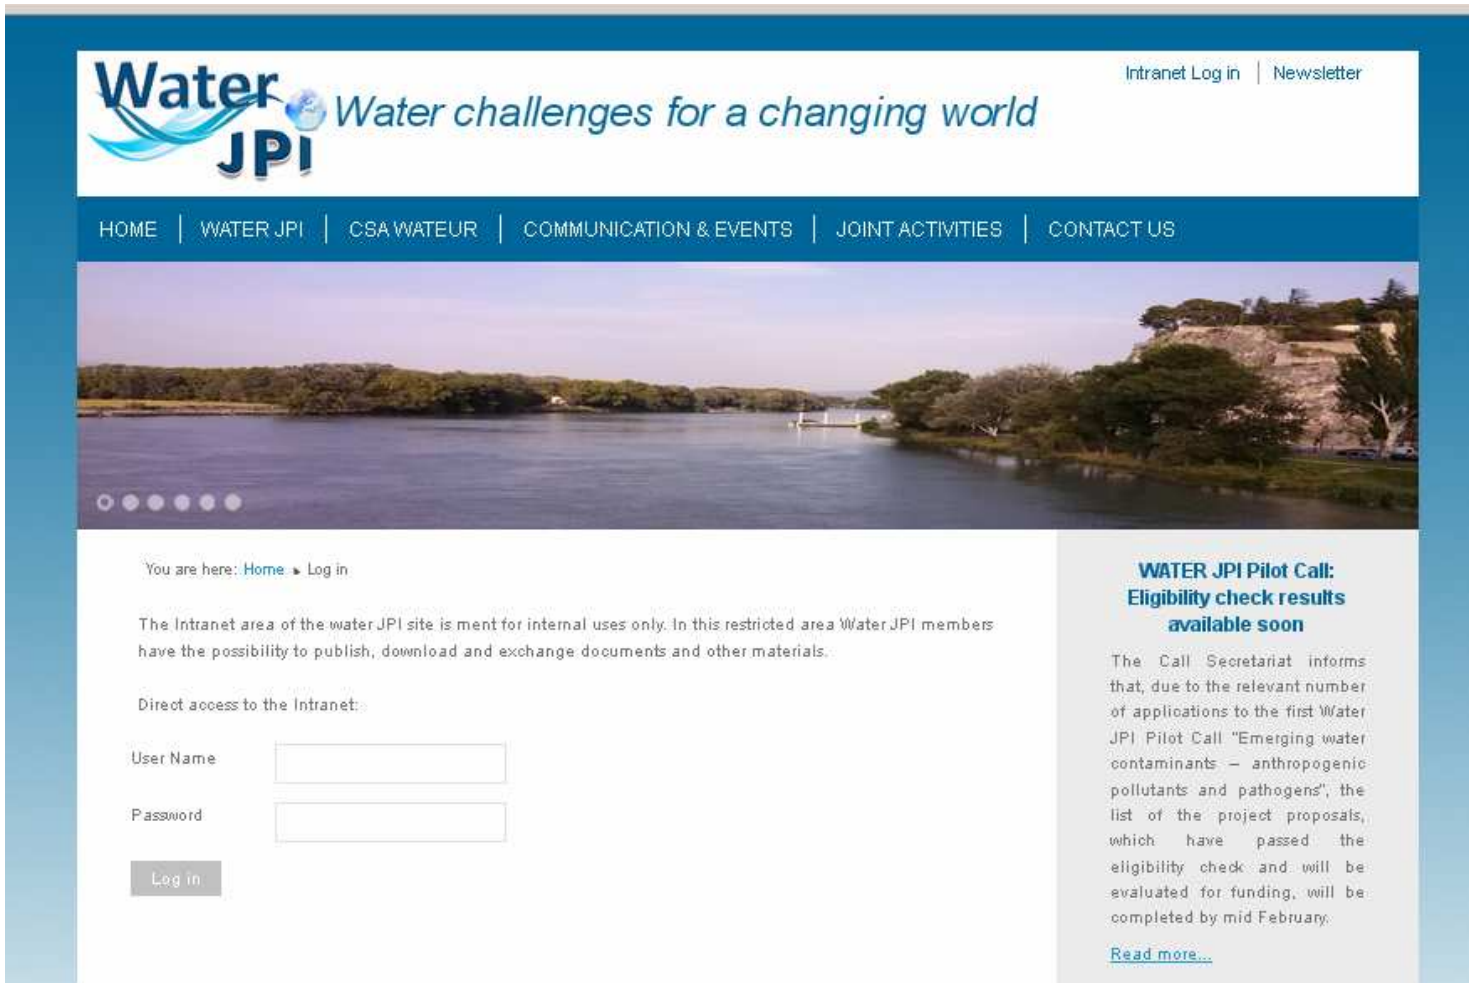 Water JPI
Water challenges for a changing world
Intranet Log in | Newsletter
HOME | WATER JPI | CSA WATEUR | COMMUNICATION & EVENTS | JOINT ACTIVITIES | CONTACT US
You are here: Home ▸ Log in
The Intranet area of the water JPI site is ment for internal uses only. In this restricted area Water JPI members
have the possibility to publish, download and exchange documents and other materials.
Direct access to the Intranet:
User Name
Password
Log in
WATER JPI Pilot Call:
Eligibility check results
available soon
The Call Secretariat informs
that, due to the relevant number
of applications to the first Water
JPI Pilot Call "Emerging water
contaminants – anthropogenic
pollutants and pathogens", the
list of the project proposals,
which have passed the
eligibility check and will be
evaluated for funding, will be
completed by mid February.
Read more...